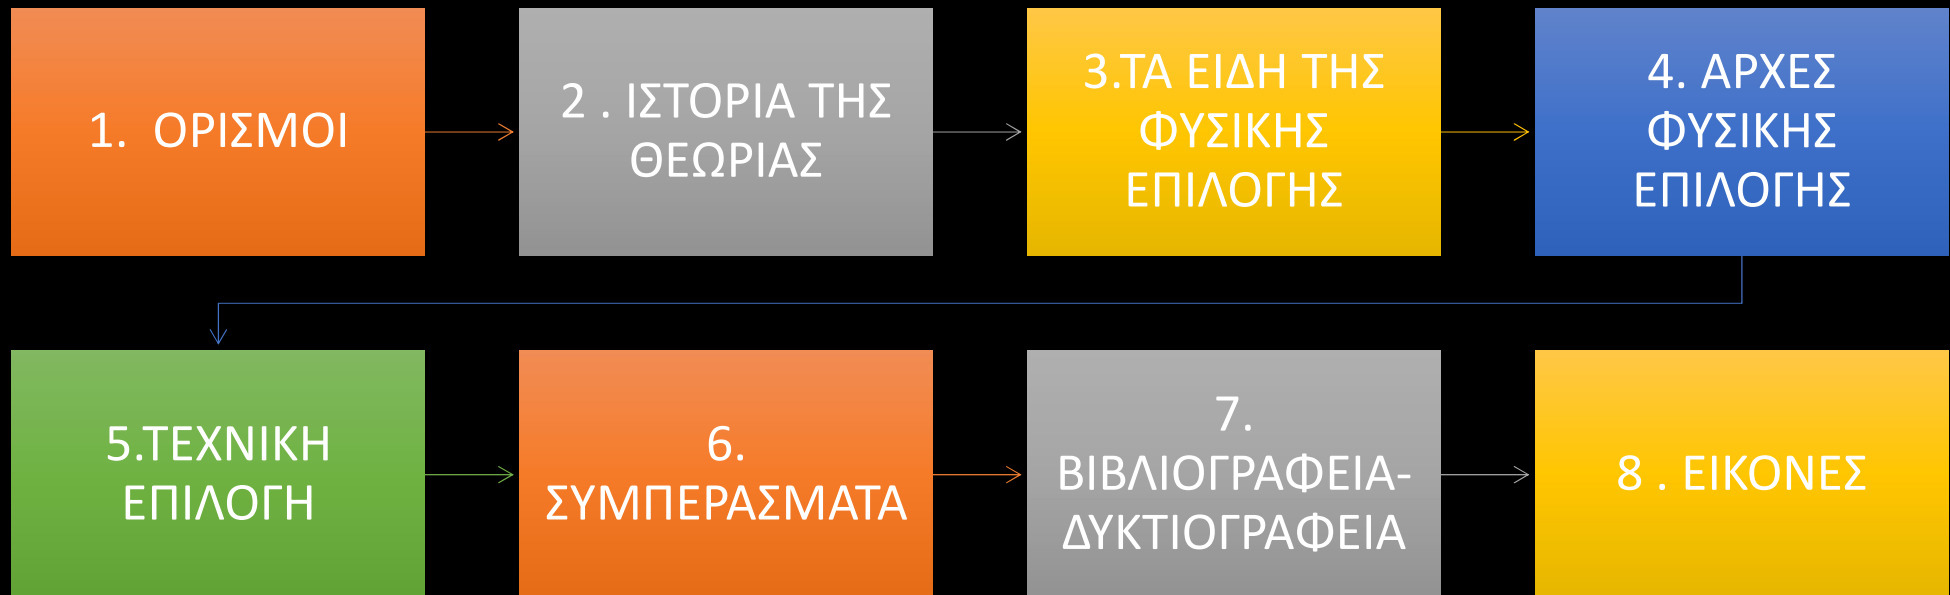 1. ΟΡΙΣΜΟΙ
2 . ΙΣΤΟΡΙΑ ΤΗΣ
ΘΕΩΡΙΑΣ
3.ΤΑ ΕΙΔΗ ΤΗΣ
ΦΥΣΙΚΗΣ
ΕΠΙΛΟΓΗΣ
4. ΑΡΧΕΣ
ΦΥΣΙΚΗΣ
ΕΠΙΛΟΓΗΣ
5.ΤΕΧΝΙΚΗ
ΕΠΙΛΟΓΗ
6.
ΣΥΜΠΕΡΑΣΜΑΤΑ
7.
ΒΙΒΛΙΟΓΡΑΦΕΙΑ-
ΔΥΚΤΙΟΓΡΑΦΕΙΑ
8 . ΕΙΚΟΝΕΣ